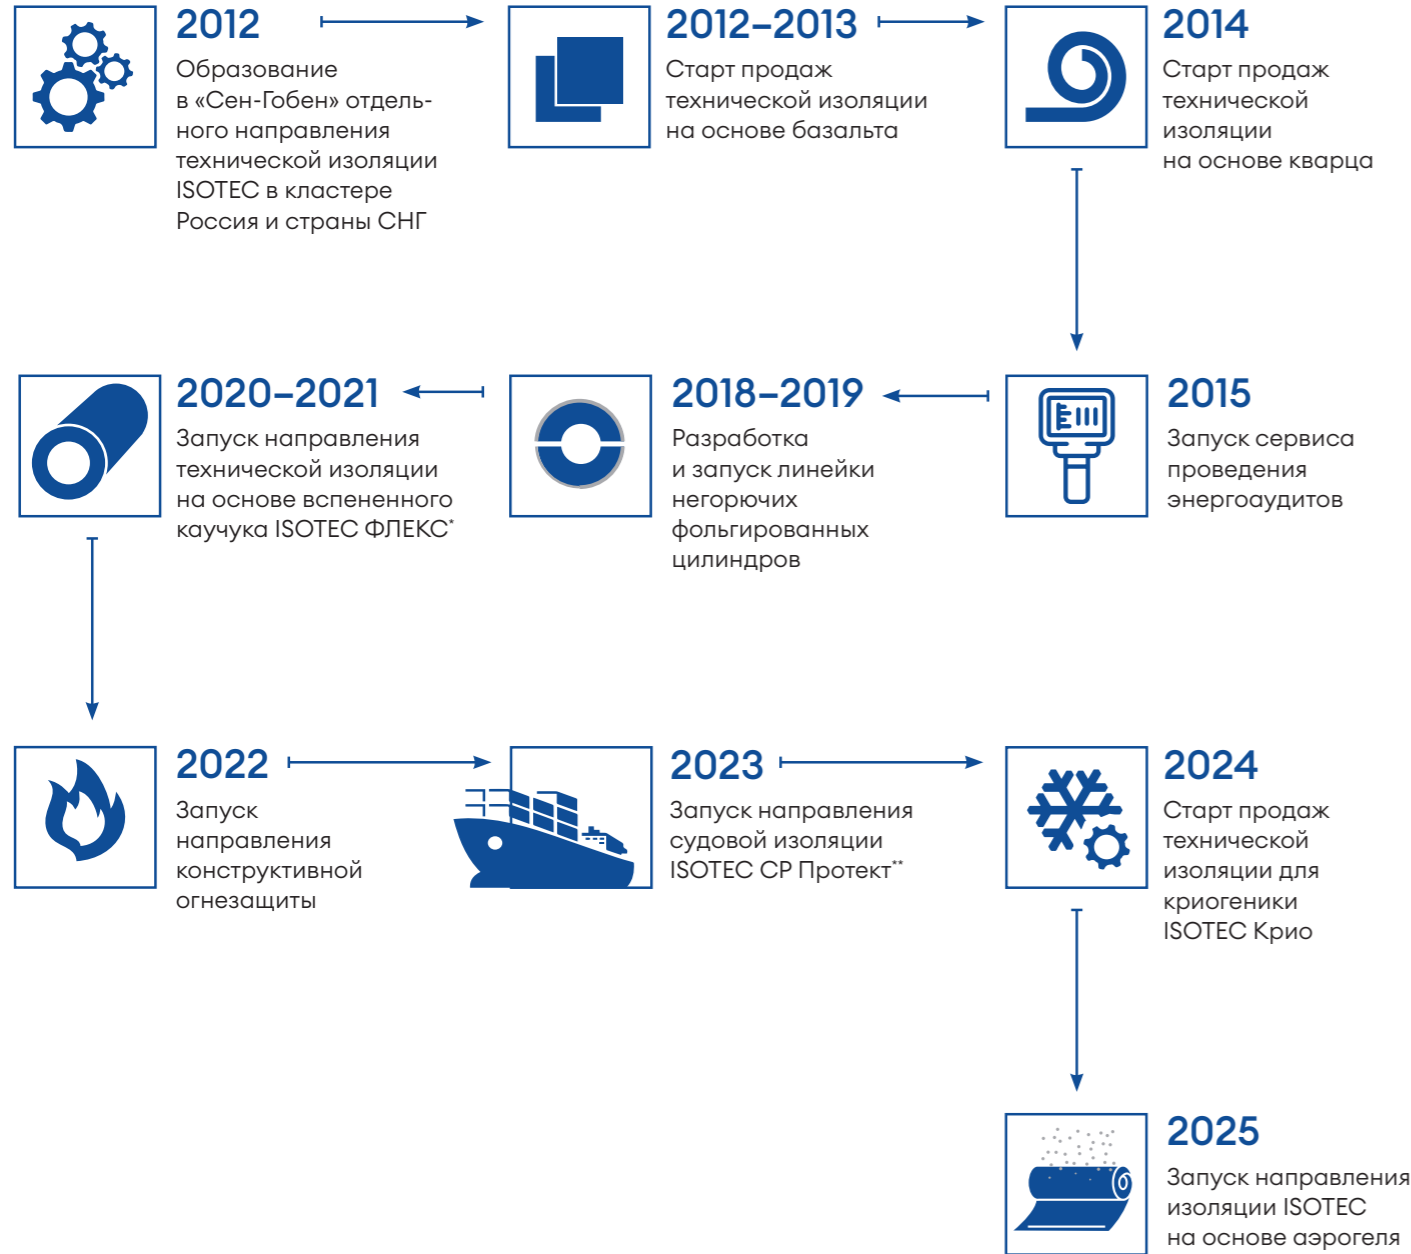 2012
Образование
в «Сен-Гобен» отдель-
ного направления
технической изоляции
ISOTEC в кластере
Россия и страны СНГ
2012–2013
Старт продаж
технической изоляции
на основе базальта
2014
Старт продаж
технической
изоляции
на основе кварца
2015
Запуск сервиса
проведения
энергоаудитов
2018–2019
Разработка
и запуск линейки
негорючих
фольгированных
цилиндров
2020–2021
Запуск направления
технической изоляции
на основе вспененного
каучука ISOTEC ФЛЕКС*
2022
Запуск
направления
конструктивной
огнезащиты
2023
Запуск направления
судовой изоляции
ISOTEC СР Протект**
2024
Старт продаж
технической
изоляции для
криогеники
ISOTEC Крио
2025
Запуск направления
изоляции ISOTEC
на основе аэрогеля